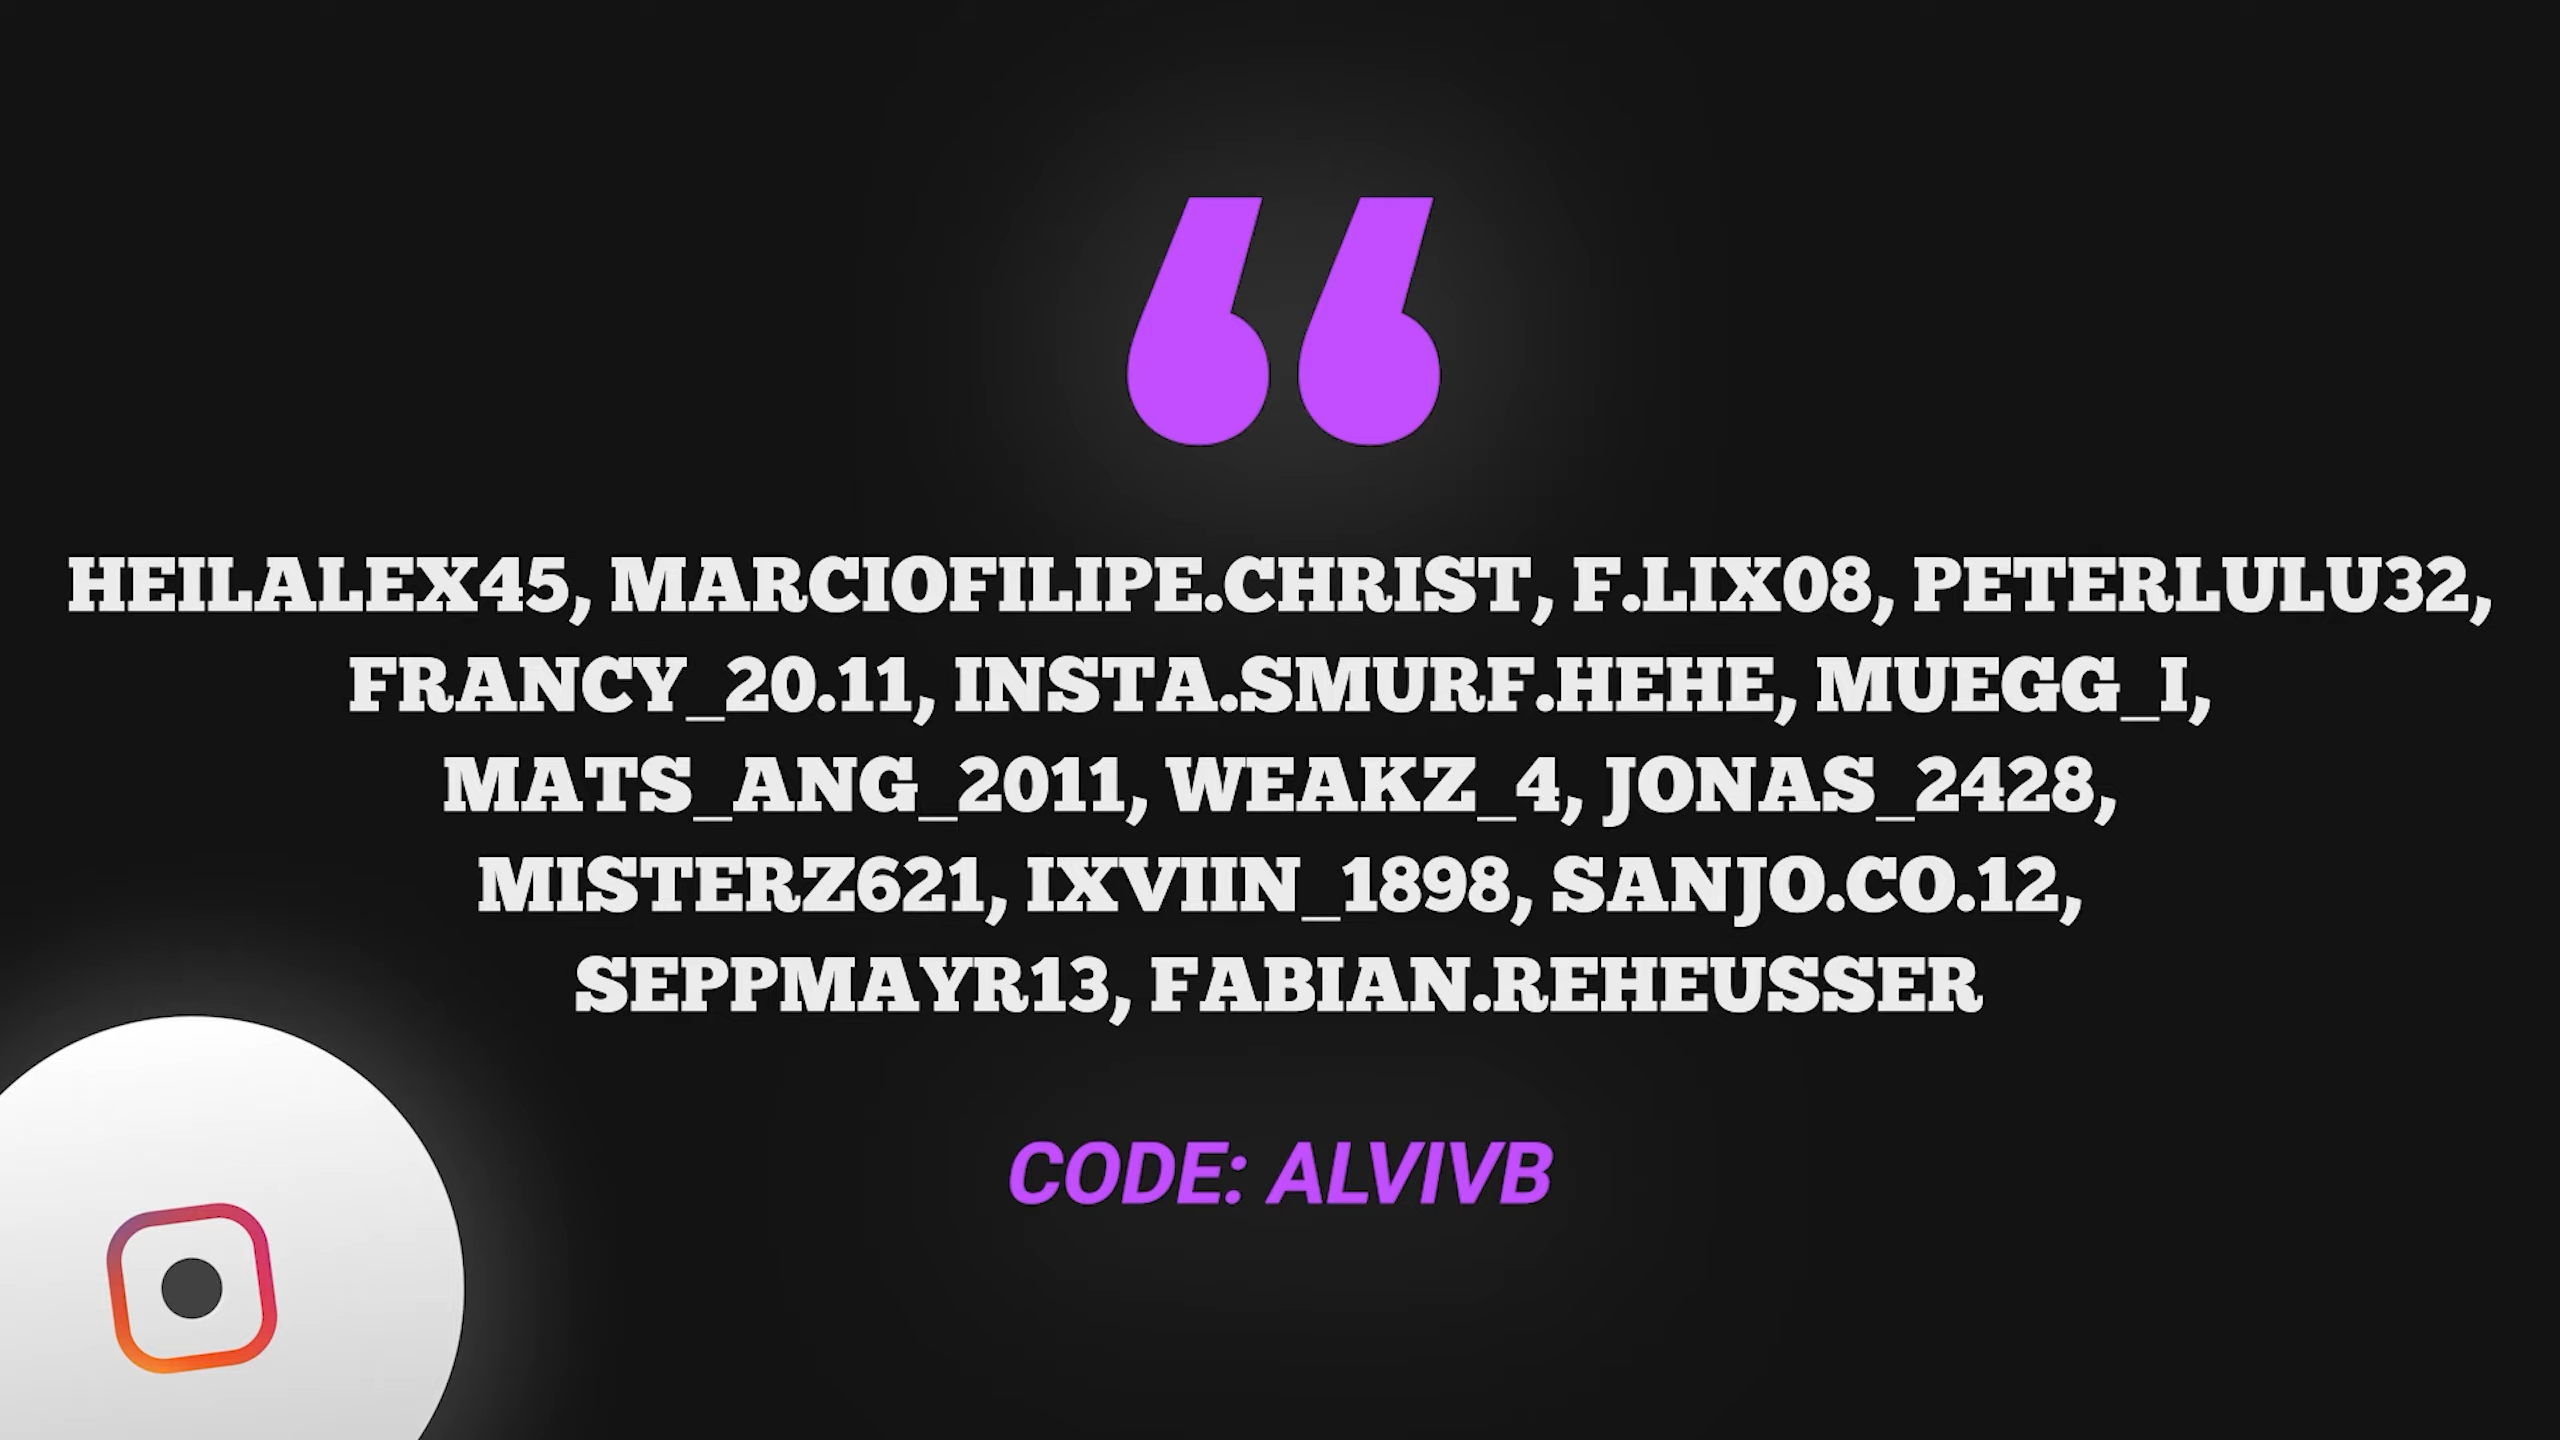 “
HEILALEX45, MARCIOFILIPE.CHRIST, F.LIX08, PETERLULU32,
FRANCY_20.11, INSTA.SMURF.HEHE, MUEGG_I,
MATS_ANG_2011, WEAKZ_4, JONAS_2428,
MISTERZ621, IXVIIN_1898, SANJO.CO.12,
SEPPMAYR13, FABIAN.REHEUSSER
CODE: ALVIVB